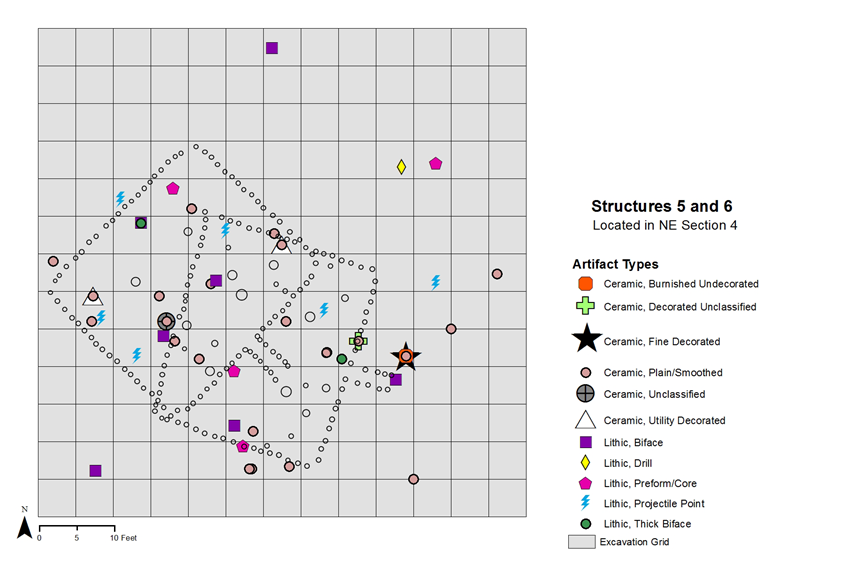 Structures 5 and 6
Located in NE Section 4
Artifact Types
Ceramic, Burnished Undecorated
Ceramic, Decorated Unclassified
Ceramic, Fine Decorated
Ceramic, Plain/Smoothed
Ceramic, Unclassified
Ceramic, Utility Decorated
Lithic, Biface
Lithic, Drill
Lithic, Preform/Core
Lithic, Projectile Point
Lithic, Thick Biface
Excavation Grid
N
0 5 10 Feet